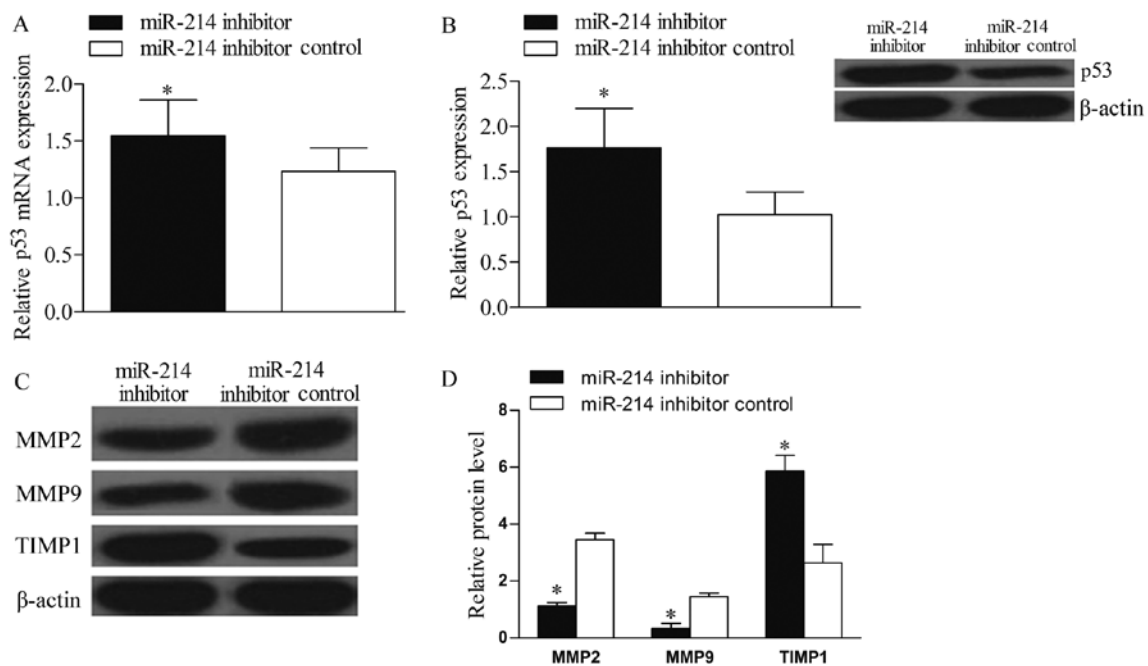 A
miR-214 inhibitor
miR-214 inhibitor control
Relative p53 mRNA expression
2.0
*
1.5
1.0
0.5
0.0
B
miR-214 inhibitor
miR-214 inhibitor control
Relative p53 expression
2.5
*
2.0
1.5
1.0
0.5
0.0
miR-214 miR-214
inhibitor inhibitor control
p53
β-actin
C
miR-214 miR-214
inhibitor inhibitor control
MMP2
MMP9
TIMP1
β-actin
D
miR-214 inhibitor
miR-214 inhibitor control
Relative protein level
8
*
6
4
2
*
*
0
MMP2 MMP9 TIMP1